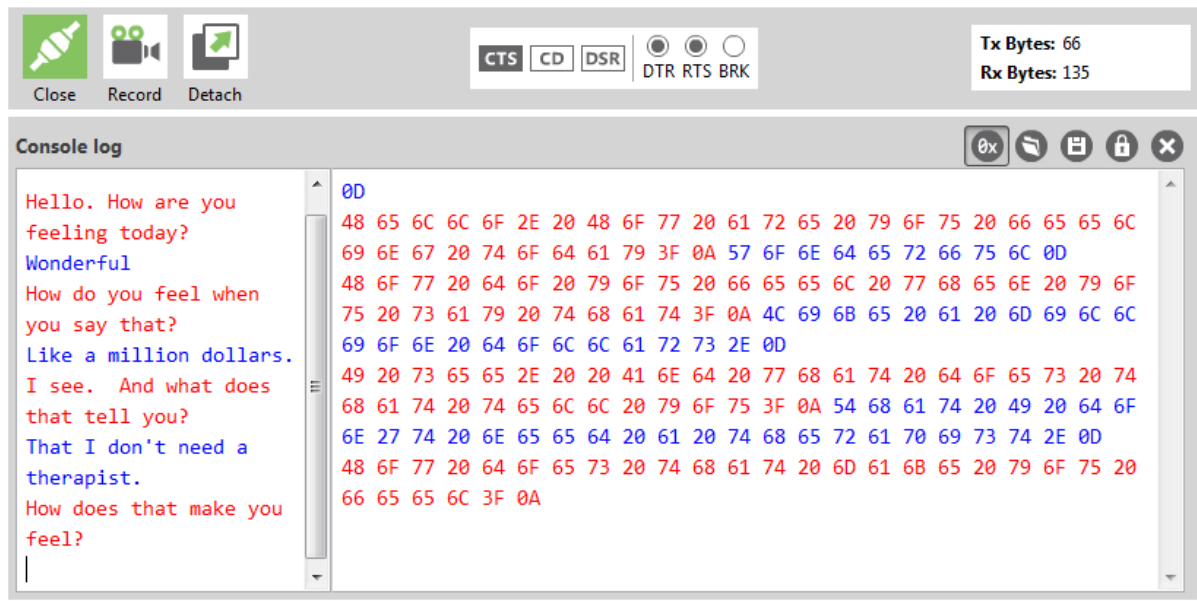 Close Record Detach
CTS CD DSR
DTR RTS BRK
Tx Bytes: 66
Rx Bytes: 135
Console log
0x
Hello. How are you
feeling today?
Wonderful
How do you feel when
you say that?
Like a million dollars.
I see.  And what does
that tell you?
That I don't need a
therapist.
How does that make you
feel?
0D
48 65 6C 6C 6F 2E 20 48 6F 77 20 61 72 65 20 79 6F 75 20 66 65 65 6C
69 6E 67 20 74 6F 64 61 79 3F 0A 57 6F 6E 64 65 72 66 75 6C 0D
48 6F 77 20 64 6F 20 79 6F 75 20 66 65 65 6C 20 77 68 65 6E 20 79 6F
75 20 73 61 79 20 74 68 61 74 3F 0A 4C 69 6B 65 20 61 20 6D 69 6C 6C
69 6F 6E 20 64 6F 6C 6C 61 72 73 2E 0D
49 20 73 65 65 2E 20 20 41 6E 64 20 77 68 61 74 20 64 6F 65 73 20 74
68 61 74 20 74 65 6C 6C 20 79 6F 75 3F 0A 54 68 61 74 20 49 20 64 6F
6E 27 74 20 6E 65 65 64 20 61 20 74 68 65 72 61 70 69 73 74 2E 0D
48 6F 77 20 64 6F 65 73 20 74 68 61 74 20 6D 61 6B 65 20 79 6F 75 20
66 65 65 6C 3F 0A